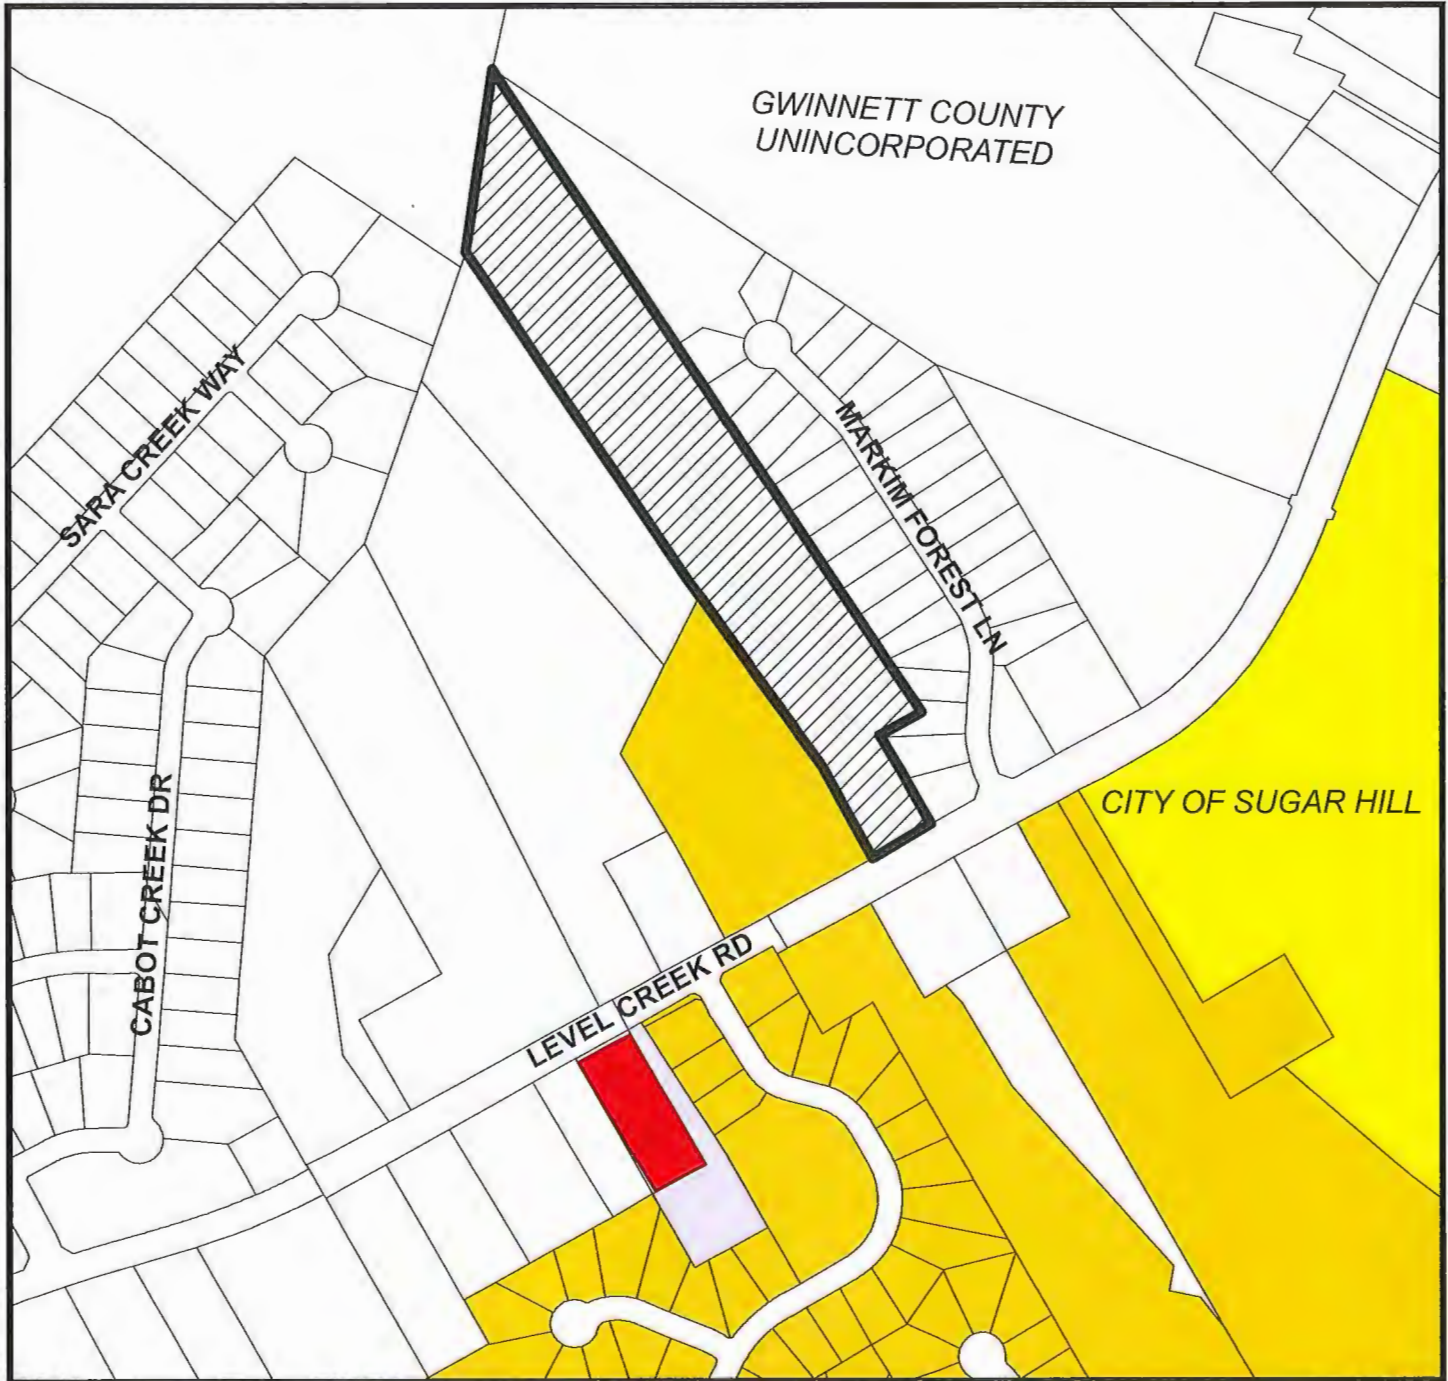 GWINNETT COUNTY
UNINCORPORATED
SARA CREEK WAY
MARKIM FOREST LN
CITY OF SUGAR HILL
CABOT CREEK DR
LEVEL CREEK RD